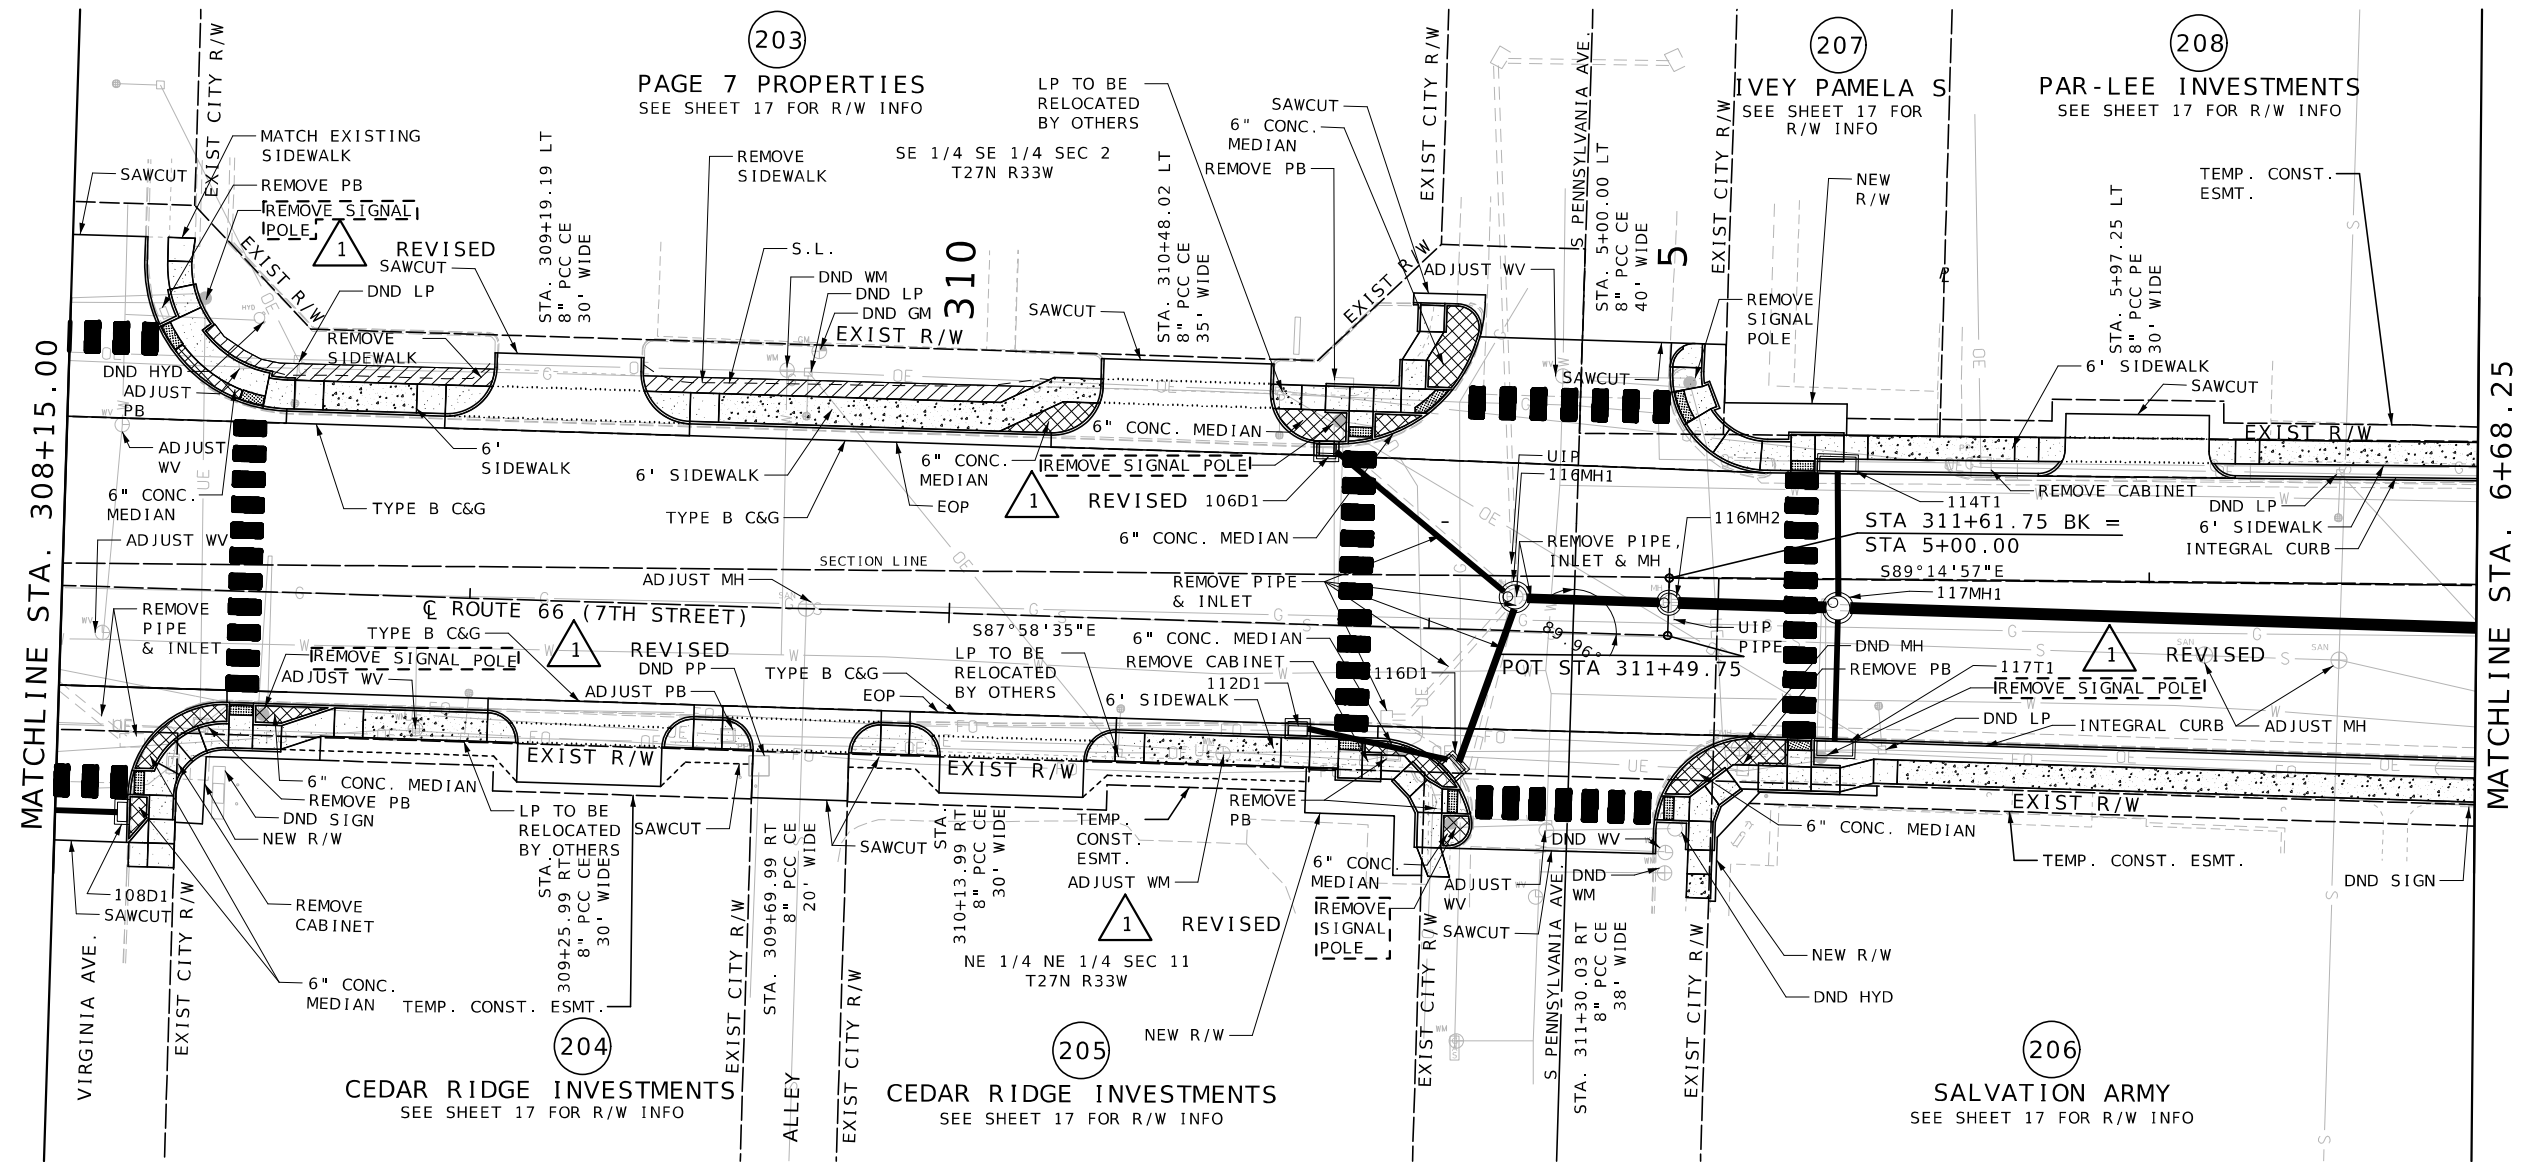 203
PAGE 7 PROPERTIES
SEE SHEET 17 FOR R/W INFO
207
IVEY PAMELA S
SEE SHEET 17 FOR
R/W INFO
208
PAR-LEE INVESTMENTS
SEE SHEET 17 FOR R/W INFO
EXIST CITY R/W
EXIST CITY R/W
S PENNSYLVANIA AVE.
EXIST CITY R/W
MATCH EXISTING
SIDEWALK
SAWCUT
REMOVE PB
REMOVE SIGNAL
POLE
1
REVISED
SAWCUT
EXIST R/W
DND LP
STA. 309+19.19 LT
8" PCC CE
30' WIDE
REMOVE
SIDEWALK
SE 1/4 SE 1/4 SEC 2
T27N R33W
S.L.
DND WM
DND LP
DND GM
EXIST R/W
310
LP TO BE
RELOCATED
BY OTHERS
STA. 310+48.02 LT
8" PCC CE
35' WIDE
SAWCUT
SAWCUT
6" CONC.
MEDIAN
REMOVE PB
EXIST R/W
ADJUST WV
STA. 5+00.00 LT
8" PCC CE
40' WIDE
5
REMOVE
SIGNAL
POLE
NEW
R/W
STA. 5+97.25 LT
8" PCC PE
30' WIDE
TEMP. CONST.
ESMT.
6' SIDEWALK
SAWCUT
EXIST R/W
MATCHLINE STA. 308+15.00
MATCHLINE STA. 6+68.25
REMOVE
SIDEWALK
DND HYD
ADJUST
PB
ADJUST
WV
6" CONC.
MEDIAN
ADJUST WV
TYPE B C&G
6'
SIDEWALK
6' SIDEWALK
TYPE B C&G
EOP
6" CONC.
MEDIAN
6" CONC. MEDIAN
REMOVE SIGNAL POLE
1
REVISED
106D1
6" CONC. MEDIAN
SAWCUT
UIP
116MH1
116MH2
REMOVE PIPE,
INLET & MH
114T1
REMOVE CABINET
DND LP
6' SIDEWALK
INTEGRAL CURB
STA 311+61.75 BK =
STA 5+00.00
S89°14'57"E
117MH1
SECTION LINE
ADJUST MH
REMOVE PIPE
& INLET
REMOVE
PIPE
& INLET
℄ ROUTE 66 (7TH STREET)
S87°58'35"E
89.96°
POT STA 311+49.75
UIP
PIPE
TYPE B C&G
REMOVE SIGNAL POLE
1
REVISED
ADJUST WV
DND PP
ADJUST PB
TYPE B C&G
EOP
LP TO BE
RELOCATED
BY OTHERS
6" CONC. MEDIAN
REMOVE CABINET
112D1
6' SIDEWALK
116D1
DND MH
REMOVE PB
117T1
REMOVE SIGNAL POLE
1
REVISED
DND LP
INTEGRAL CURB
ADJUST MH
EXIST R/W
EXIST R/W
EXIST R/W
6" CONC. MEDIAN
REMOVE PB
DND SIGN
NEW R/W
LP TO BE
RELOCATED
BY OTHERS
SAWCUT
SAWCUT
STA.
309+25.99 RT
8" PCC CE
30' WIDE
STA. 309+69.99 RT
8" PCC CE
20' WIDE
STA.
310+13.99 RT
8" PCC CE
30' WIDE
TEMP.
CONST.
ESMT.
ADJUST WM
1
REVISED
REMOVE
PB
6" CONC.
MEDIAN
REMOVE
SIGNAL
POLE
ADJUST
WV
SAWCUT
DND WV
DND
WM
6" CONC. MEDIAN
TEMP. CONST. ESMT.
DND SIGN
108D1
SAWCUT
REMOVE
CABINET
6" CONC.
MEDIAN
TEMP. CONST. ESMT.
VIRGINIA AVE.
EXIST CITY R/W
EXIST CITY R/W
ALLEY
EXIST CITY R/W
NE 1/4 NE 1/4 SEC 11
T27N R33W
NEW R/W
EXIST CITY R/W
S PENNSYLVANIA AVE.
STA. 311+30.03 RT
8" PCC CE
38' WIDE
EXIST CITY R/W
NEW R/W
DND HYD
204
CEDAR RIDGE INVESTMENTS
SEE SHEET 17 FOR R/W INFO
205
CEDAR RIDGE INVESTMENTS
SEE SHEET 17 FOR R/W INFO
206
SALVATION ARMY
SEE SHEET 17 FOR R/W INFO